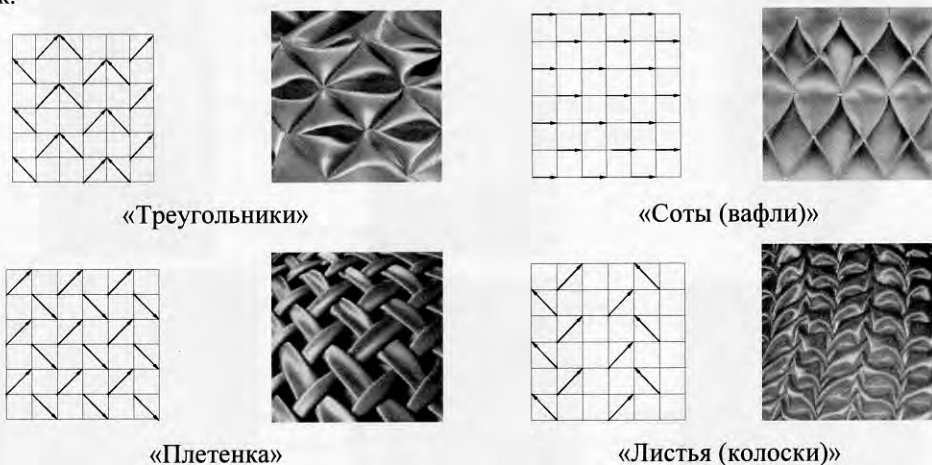 «Треугольники»
«Соты (вафли)»
«Плетенка»
«Листья (колоски)»